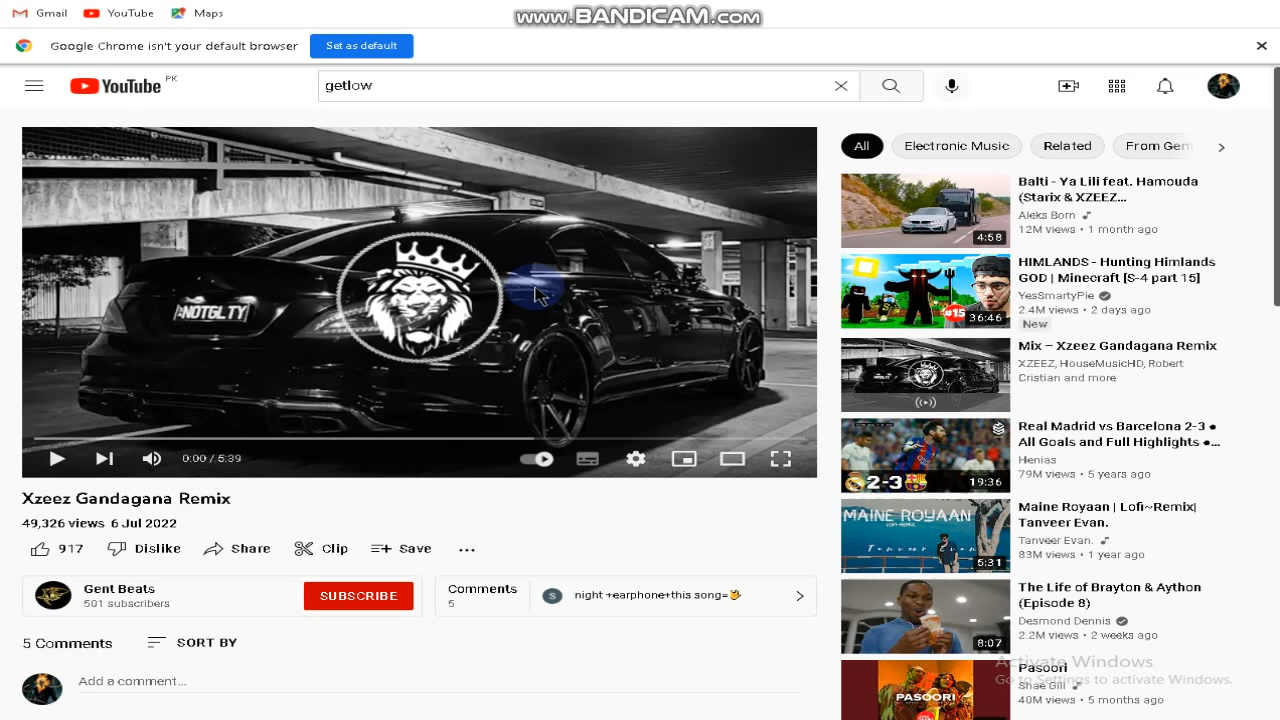 Gmail YouTube Maps
www.BANDICAM.com
Google Chrome isn't your default browser Set as default
YouTube PK
getlow
All Electronic Music Related From Gent
NOTGLTY
0:00 / 5:39
Xzeez Gandagana Remix
49,326 views 6 Jul 2022
917 Dislike Share Clip Save
Gent Beats
501 subscribers
SUBSCRIBE
Comments
5
S night +earphone+this song=
5 Comments SORT BY
Add a comment...
Balti - Ya Lili feat. Hamouda
(Starix & XZEEZ...
Aleks Born
12M views • 1 month ago
4:58
HIMLANDS - Hunting Himlands
GOD | Minecraft [S-4 part 15]
YesSmartyPie
2.4M views • 2 days ago
New
#15
36:46
Mix – Xzeez Gandagana Remix
XZEEZ, HouseMusicHD, Robert
Cristian and more
Real Madrid vs Barcelona 2-3 ●
All Goals and Full Highlights ●...
Henias
79M views • 5 years ago
2-3
19:36
Maine Royaan | Lofi~Remix|
Tanveer Evan.
Tanveer Evan.
83M views • 1 year ago
MAINE ROYAAN
LOFI-REMIX
Tanveer Evan
5:31
The Life of Brayton & Aython
(Episode 8)
Desmond Dennis
2.2M views • 2 weeks ago
8:07
Pasoori
Shae Gill
40M views • 5 months ago
PASOORI
Activate Windows
Go to Settings to activate Windows.